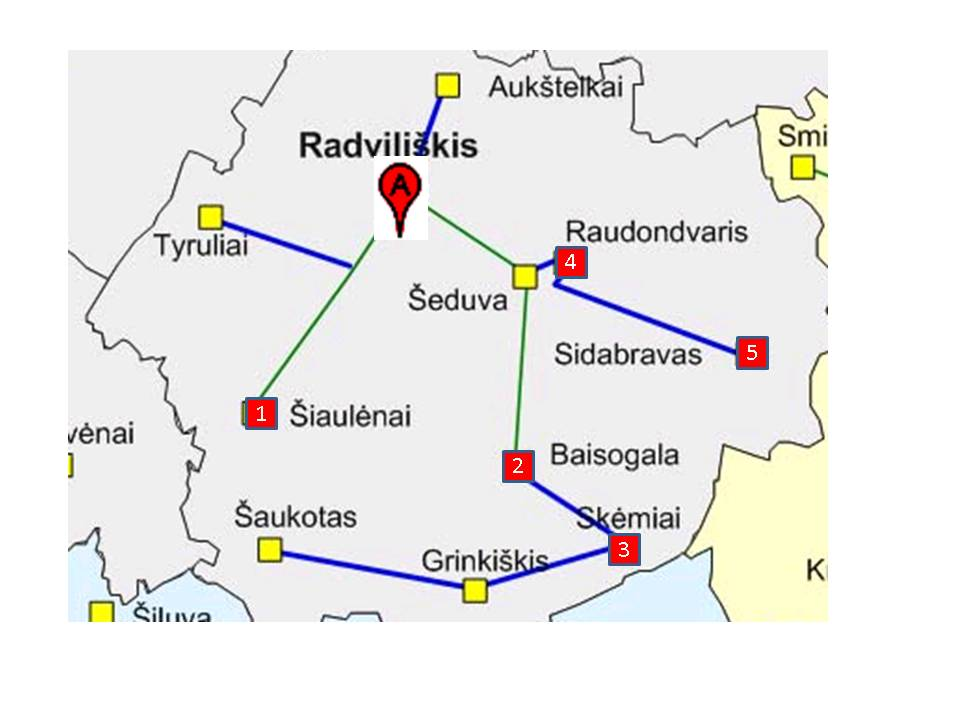 Aukštelkai
Radviliškis
A
Smi
Tyruliai
Raudondvaris
4
Šeduva
Sidabravas
5
1
Šiaulėnai
vėnai
2
Baisogala
Šaukotas
Skėmiai
3
Grinkiškis
K
Šiluva